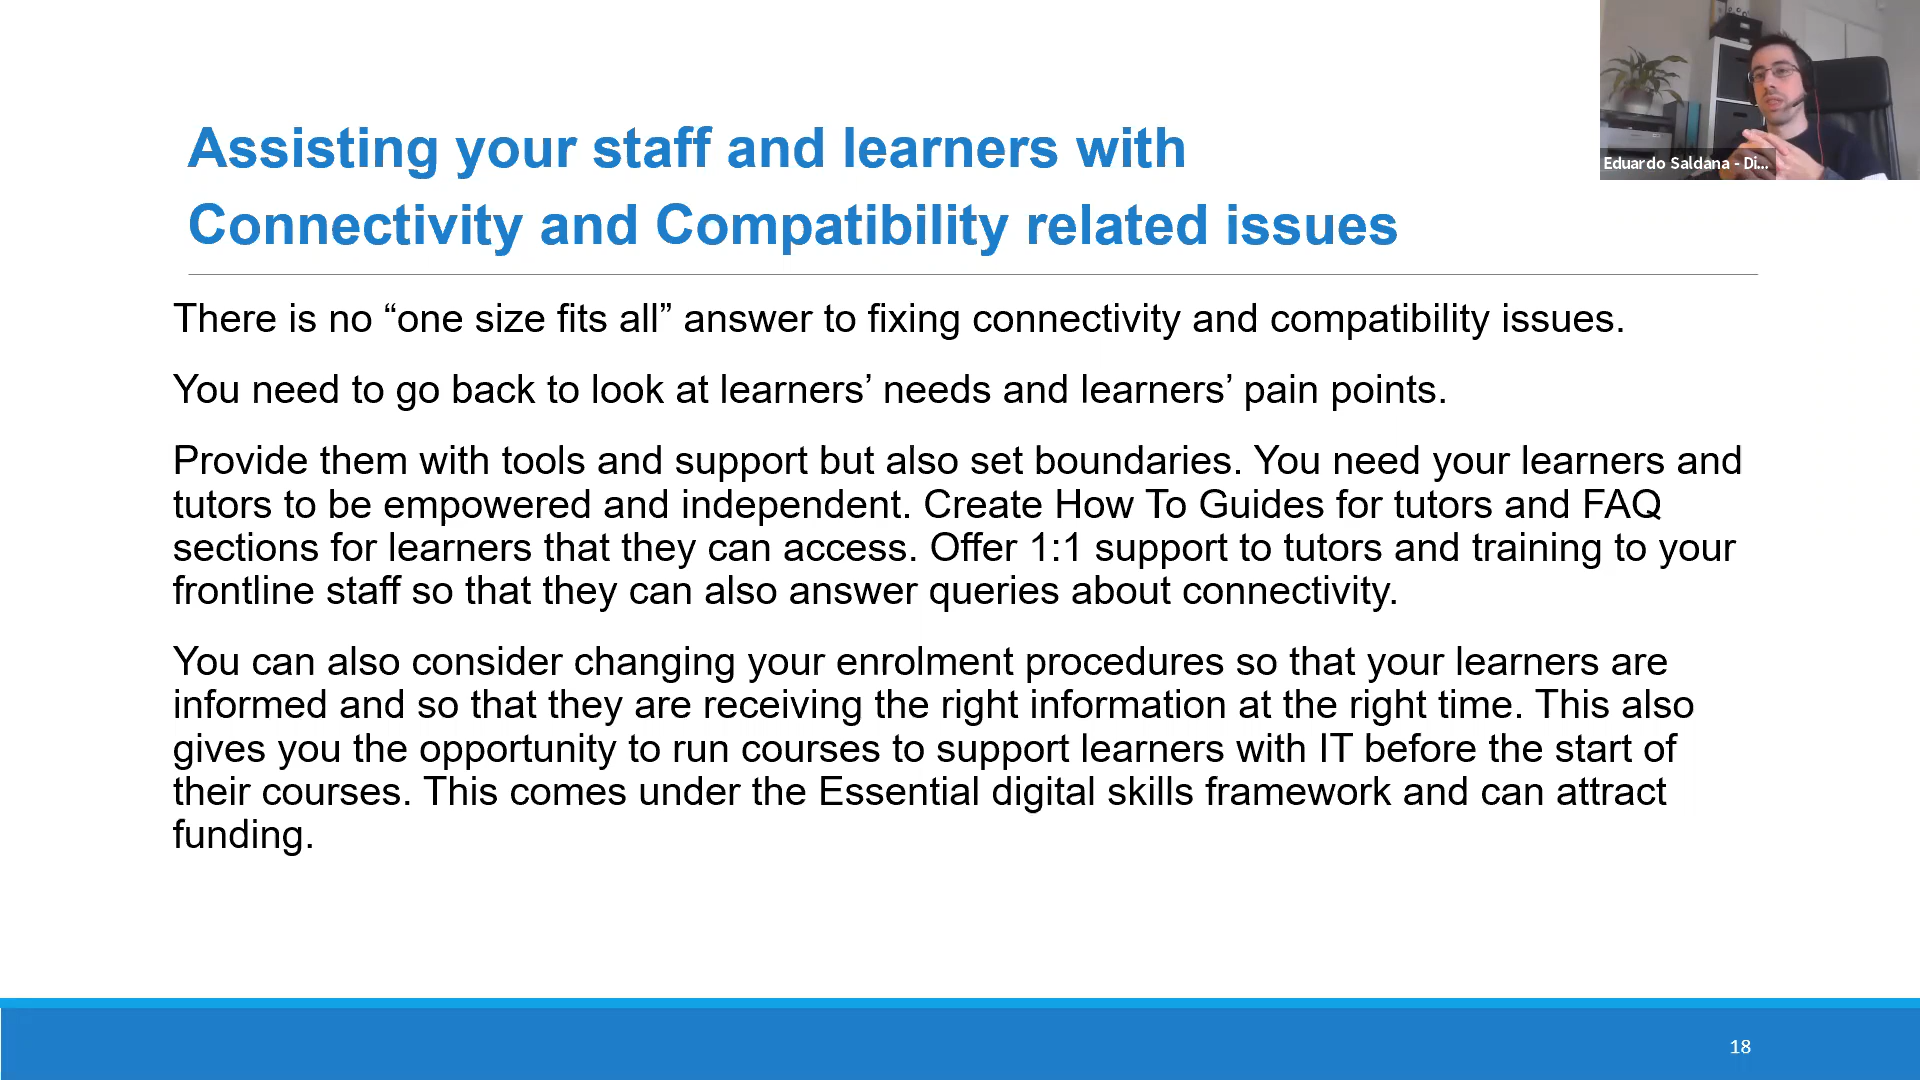 Assisting your staff and learners with
Connectivity and Compatibility related issues
Eduardo Saldana - Di...
There is no “one size fits all” answer to fixing connectivity and compatibility issues.
You need to go back to look at learners’ needs and learners’ pain points.
Provide them with tools and support but also set boundaries. You need your learners and
tutors to be empowered and independent. Create How To Guides for tutors and FAQ
sections for learners that they can access. Offer 1:1 support to tutors and training to your
frontline staff so that they can also answer queries about connectivity.
You can also consider changing your enrolment procedures so that your learners are
informed and so that they are receiving the right information at the right time. This also
gives you the opportunity to run courses to support learners with IT before the start of
their courses. This comes under the Essential digital skills framework and can attract
funding.
18